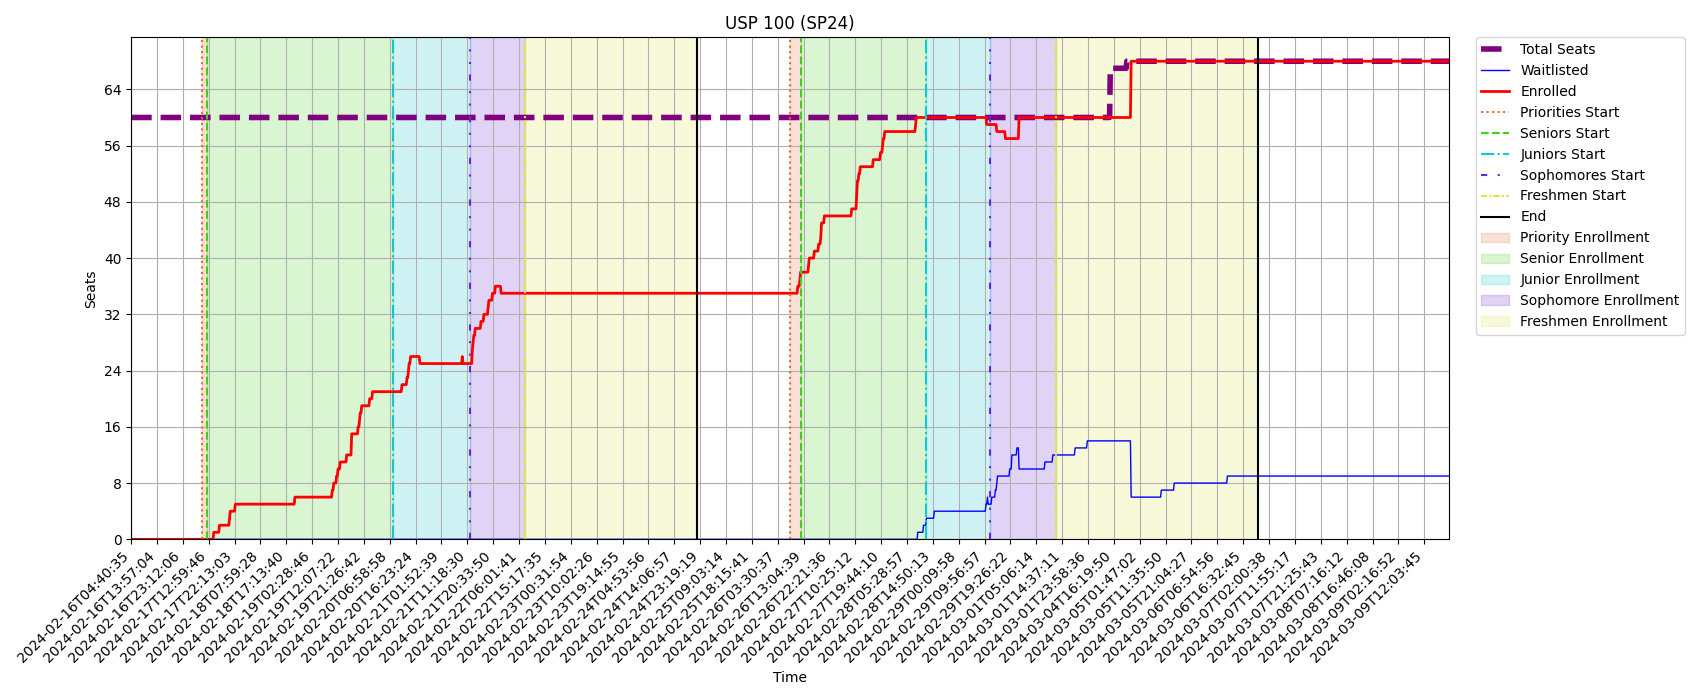 USP 100 (SP24)
Total Seats
Waitlisted
Enrolled
Priorities Start
Seniors Start
Juniors Start
Sophomores Start
Freshmen Start
End
Priority Enrollment
Senior Enrollment
Junior Enrollment
Sophomore Enrollment
Freshmen Enrollment
Seats
64
56
48
40
32
24
16
8
0
2024-02-16T04:40:35
2024-02-16T13:57:04
2024-02-16T23:12:06
2024-02-17T12:59:46
2024-02-17T22:13:03
2024-02-18T07:59:28
2024-02-18T17:13:40
2024-02-19T02:28:46
2024-02-19T12:07:22
2024-02-19T21:26:42
2024-02-20T06:58:58
2024-02-20T16:23:24
2024-02-21T01:52:39
2024-02-21T11:18:30
2024-02-21T20:33:50
2024-02-22T06:01:41
2024-02-22T15:17:35
2024-02-23T00:31:54
2024-02-23T10:02:26
2024-02-23T19:14:55
2024-02-24T04:53:56
2024-02-24T14:06:57
2024-02-24T23:19:19
2024-02-25T09:03:14
2024-02-25T18:15:41
2024-02-26T03:30:37
2024-02-26T13:04:39
2024-02-26T22:21:36
2024-02-27T10:25:12
2024-02-27T19:44:10
2024-02-28T05:28:57
2024-02-28T14:50:13
2024-02-29T00:09:58
2024-02-29T09:56:57
2024-02-29T19:26:22
2024-03-01T05:06:14
2024-03-01T14:37:11
2024-03-01T23:58:36
2024-03-04T16:19:50
2024-03-05T01:47:02
2024-03-05T11:35:50
2024-03-05T21:04:27
2024-03-06T06:54:56
2024-03-06T16:32:45
2024-03-07T02:00:38
2024-03-07T11:55:17
2024-03-07T21:25:43
2024-03-08T07:16:12
2024-03-08T16:46:08
2024-03-09T02:16:52
2024-03-09T12:03:45
Time